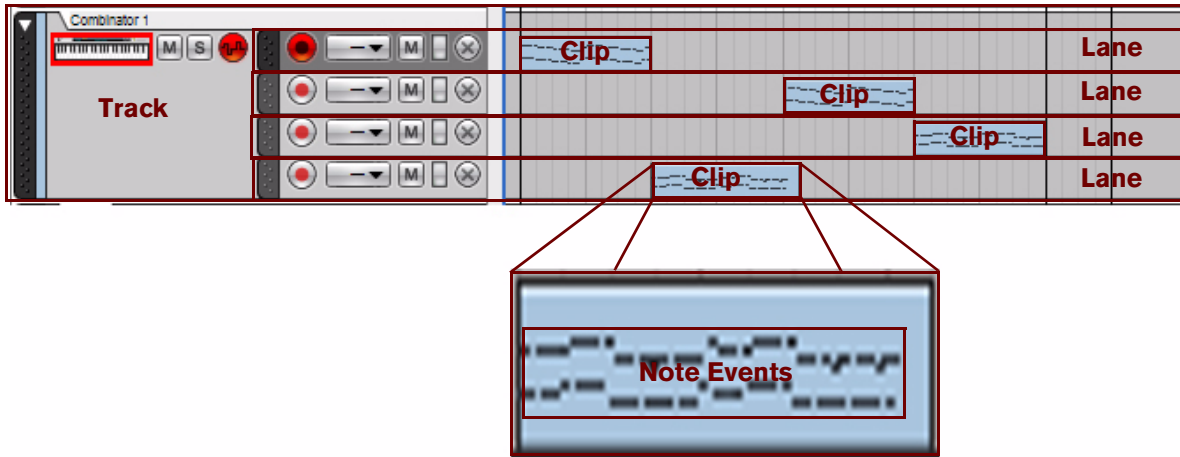 Combinator 1
M S M Clip Lane
Track
M Clip Lane
M Clip Lane
M Clip Lane
Note Events